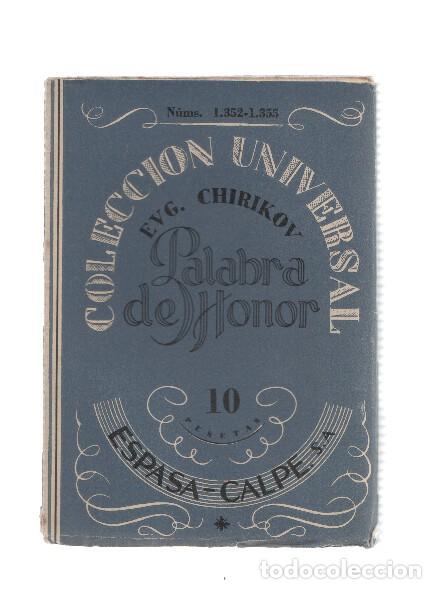 Núms. 1.352-1.355
COLECCION UNIVERSAL
EVG. CHIRIKOV
Palabra
de Honor
10
PESETAS
ESPASA-CALPE, S.A.
todocoleccion